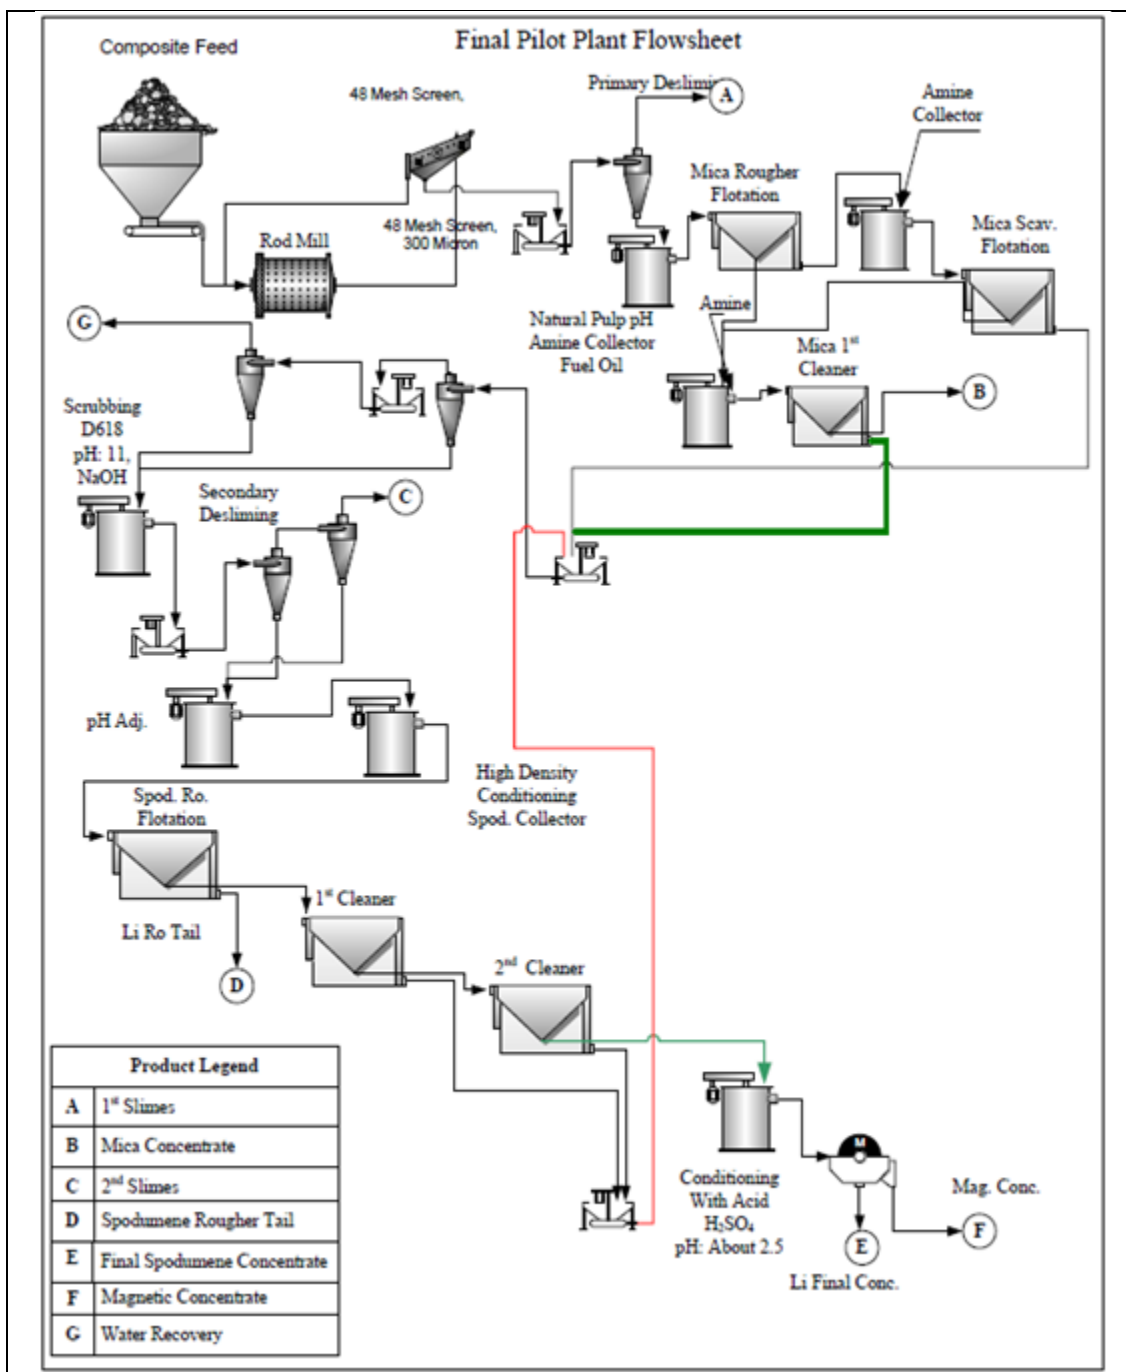 Final Pilot Plant Flowsheet
Composite Feed
48 Mesh Screen,
Primary Deslimin
A
Amine
Collector
Mica Rougher
Flotation
Mica Scav.
Flotation
48 Mesh Screen,
300 Micron
Rod Mill
Amine
G
Natural Pulp pH
Amine Collector
Fuel Oil
Mica 1st
Cleaner
B
Scrubbing
D618
pH: 11,
NaOH
Secondary
Desliming
C
pH Adj.
High Density
Conditioning
Spod. Collector
Spod. Ro.
Flotation
1st Cleaner
Li Ro Tail
2nd Cleaner
D
Product Legend
A 1st Slimes
B Mica Concentrate
C 2nd Slimes
D Spodumene Rougher Tail
E Final Spodumene Concentrate
F Magnetic Concentrate
G Water Recovery
M
Conditioning
With Acid
H2SO4
pH: About 2.5
Mag. Conc.
F
E
Li Final Conc.